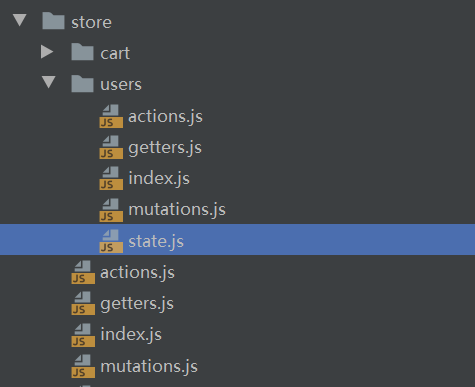 store
cart
users
JS actions.js
JS getters.js
JS index.js
JS mutations.js
JS state.js
JS actions.js
JS getters.js
JS index.js
JS mutations.js